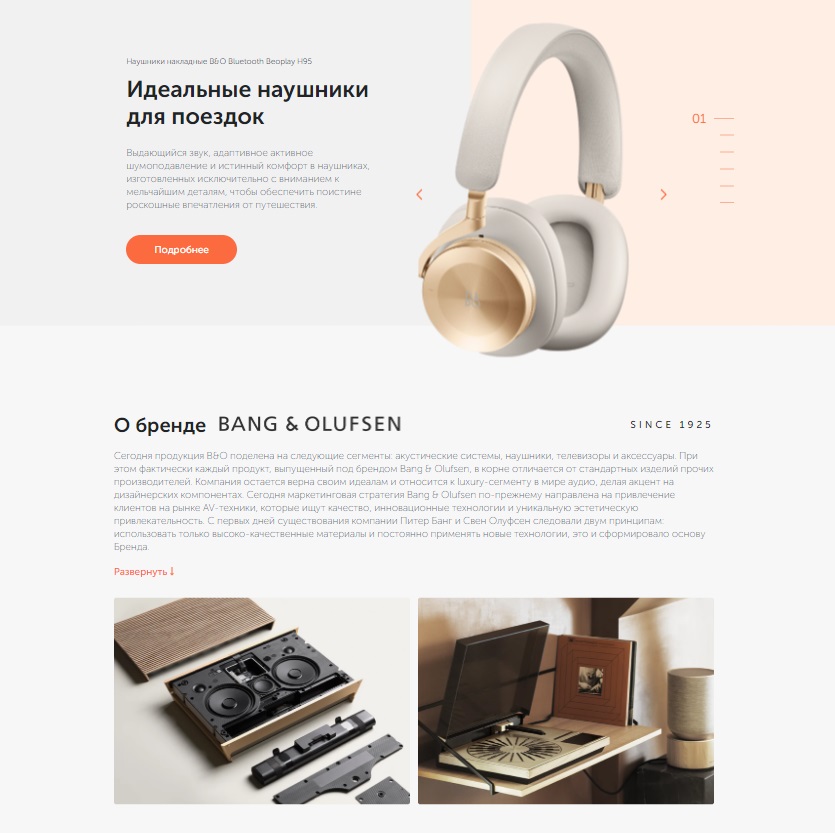 Наушники накладные B&O Bluetooth Beoplay H95
Идеальные наушники
для поездок
Выдающийся звук, адаптивное активное
шумоподавление и истинный комфорт в наушниках,
изготовленных исключительно с вниманием к
мельчайшим деталям, чтобы обеспечить поистине
роскошные впечатления от путешествия.
Подробнее
01
О бренде BANG & OLUFSEN
SINCE 1925
Сегодня продукция B&O поделена на следующие сегменты: акустические системы, наушники, телевизоры и аксессуары. При
этом фактически каждый продукт, выпущенный под брендом Bang & Olufsen, в корне отличается от стандартных изделий прочих
производителей. Компания остается верна своим идеалам и относится к luxury-сегменту в мире аудио, делая акцент на
дизайнерских компонентах. Сегодня маркетинговая стратегия Bang & Olufsen по-прежнему направлена на привлечение
клиентов на рынке AV-техники, которые ищут качество, инновационные технологии и уникальную эстетическую
привлекательность. С первых дней существования компании Питер Банг и Свен Олуфсен следовали двум принципам:
использовать только высоко-качественные материалы и постоянно применять новые технологии, это и сформировало основу
Бренда.
Развернуть ↓